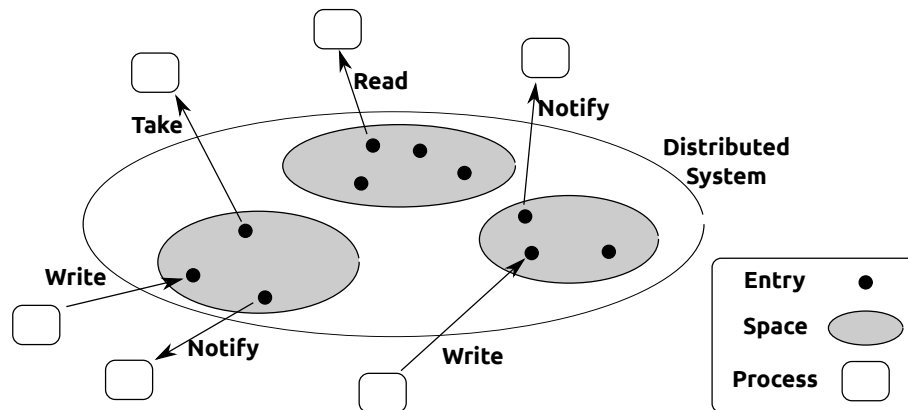 Read
Take
Notify
Distributed
System
Write
Notify
Write
Entry
Space
Process